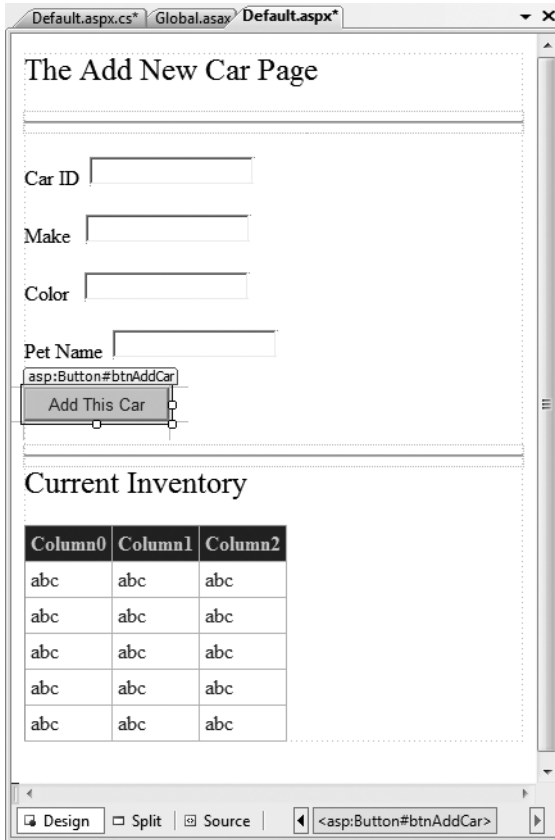 Default.aspx.cs* Global.asax Default.aspx*
The Add New Car Page
Car ID
Make
Color
Pet Name
asp:Button#btnAddCar
Add This Car
Current Inventory
Column0 Column1 Column2
abc abc abc
abc abc abc
abc abc abc
abc abc abc
abc abc abc
Design Split Source <asp:Button#btnAddCar>